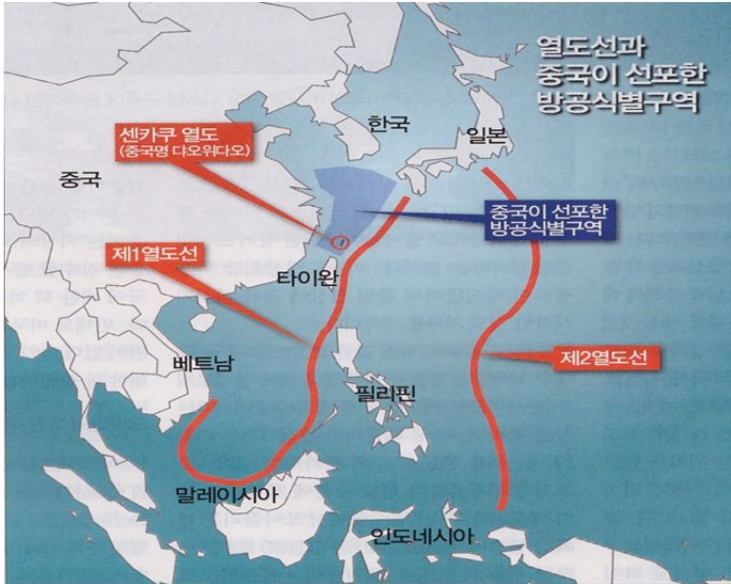 열도선과
중국이 선포한
방공식별구역
한국
일본
센카쿠 열도
(중국명 댜오위다오)
중국
중국이 선포한
방공식별구역
제1열도선
타이완
베트남
필리핀
제2열도선
말레이시아
인도네시아